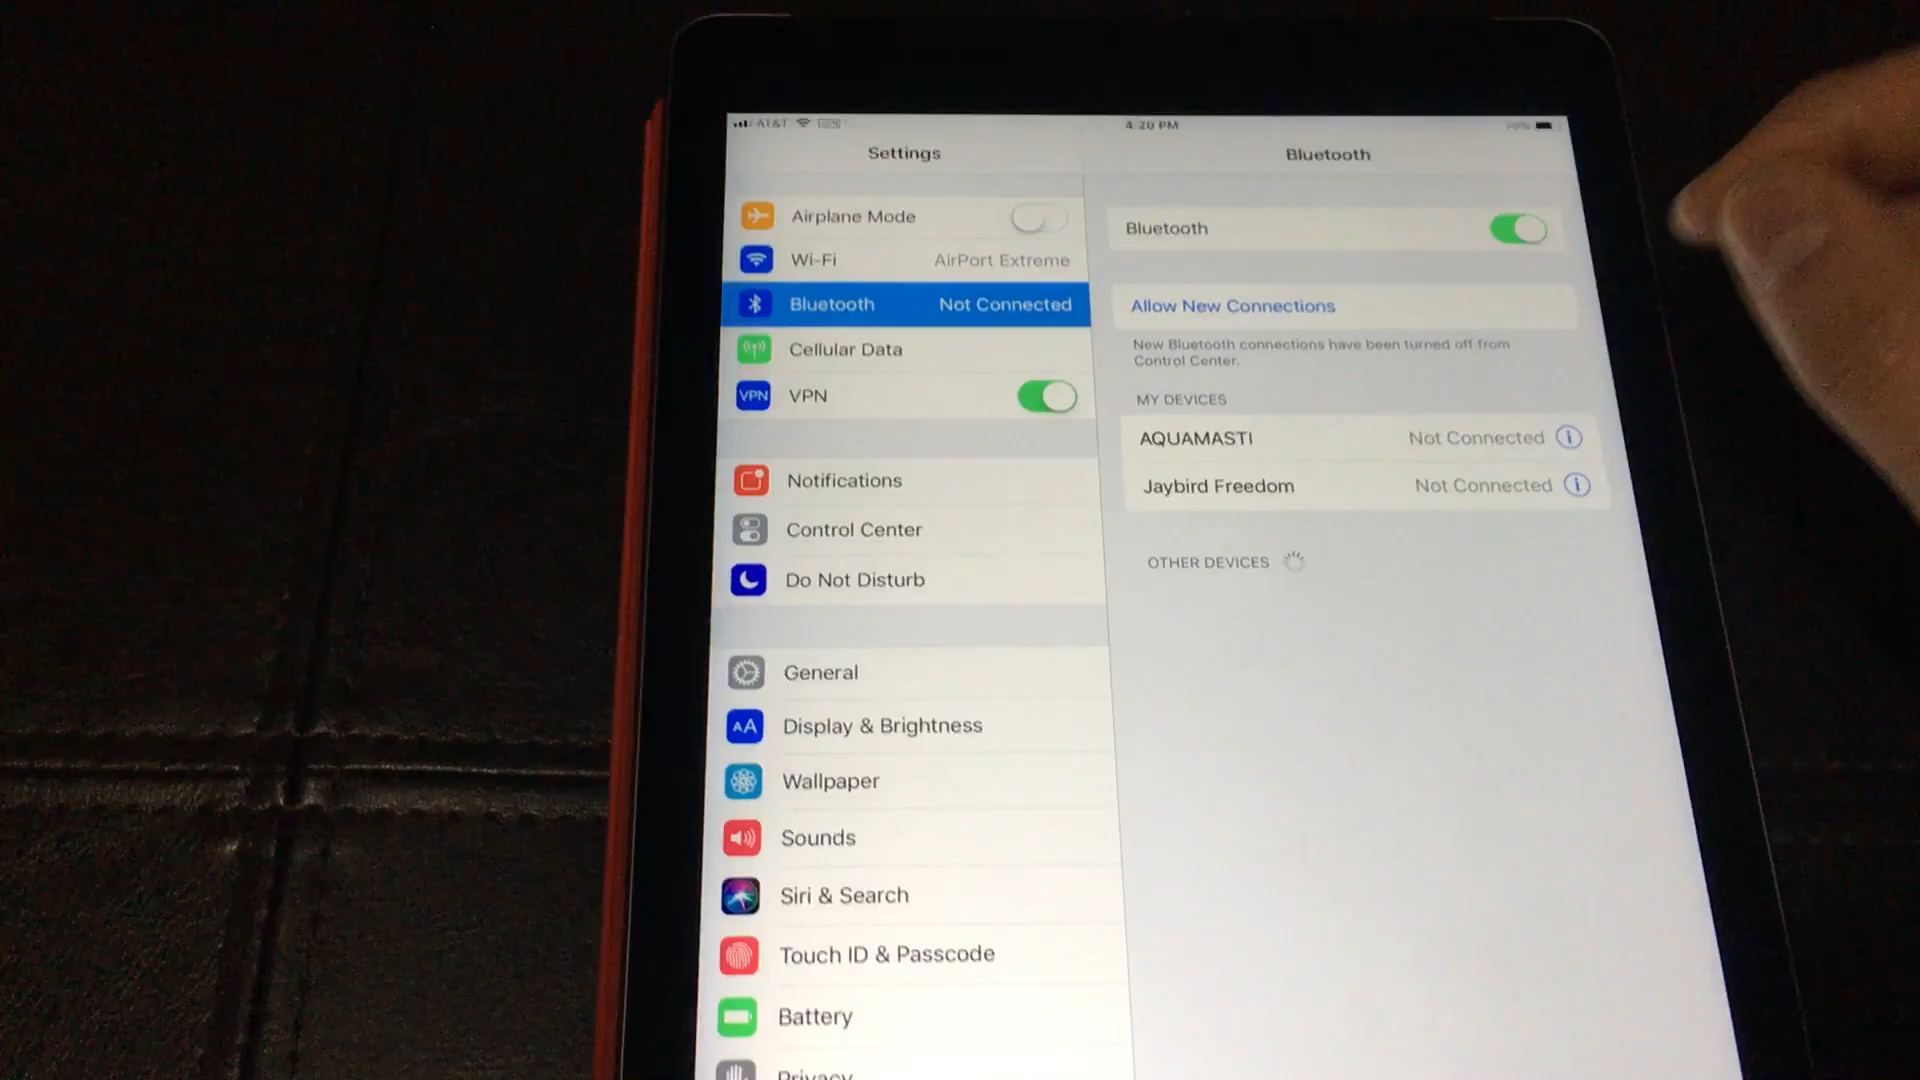 AT&T
4:20 PM
Settings
Bluetooth
Airplane Mode
Wi-Fi AirPort Extreme
Bluetooth Not Connected
Cellular Data
VPN VPN
Notifications
Control Center
Do Not Disturb
General
AA Display & Brightness
Wallpaper
Sounds
Siri & Search
Touch ID & Passcode
Battery
Privacy
Bluetooth
Allow New Connections
New Bluetooth connections have been turned off from
Control Center.
MY DEVICES
AQUAMASTI Not Connected i
Jaybird Freedom Not Connected i
OTHER DEVICES